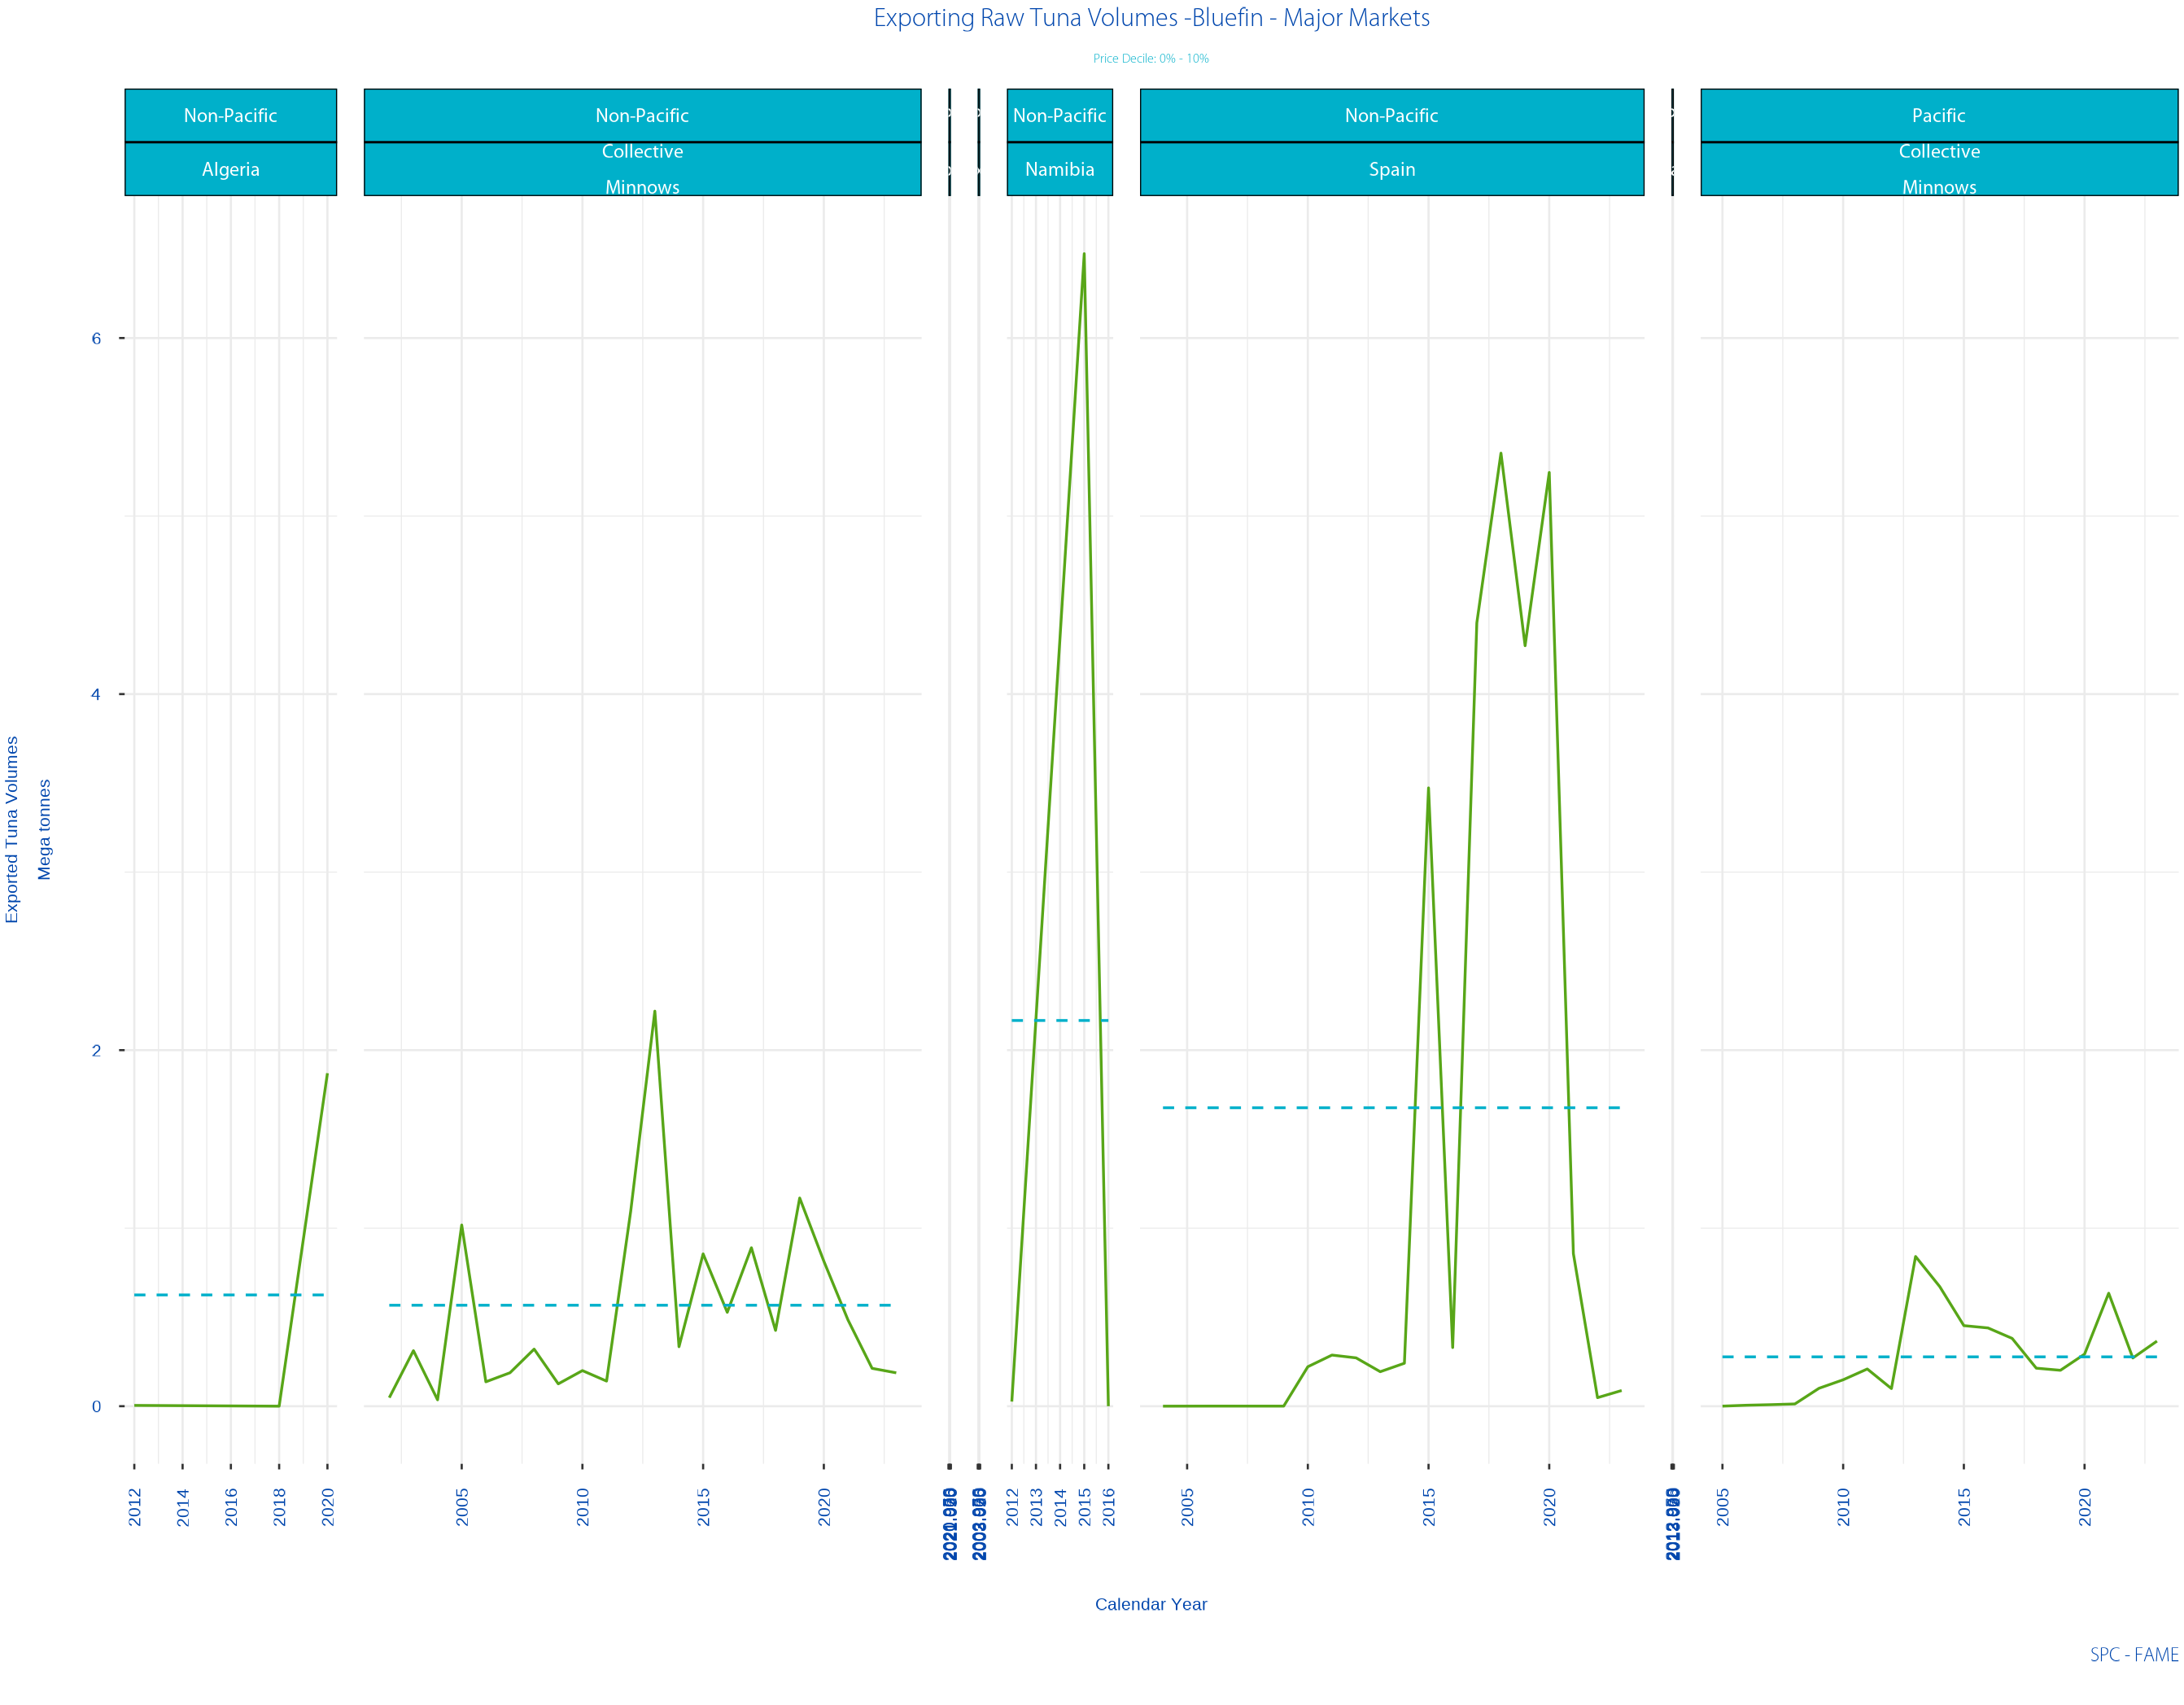 Exporting Raw Tuna Volumes -Bluefin - Major Markets
Price Decile: 0% - 10%
Non-Pacific
Non-Pacific
Non-Pacific
Non-Pacific
Pacific
Algeria
Collective
Minnows
Namibia
Spain
Collective
Minnows
Exported Tuna Volumes
Mega tonnes
6
4
2
0
2012
2014
2016
2018
2020
2005
2010
2015
2020
2012
2013
2014
2015
2016
2005
2010
2015
2020
2005
2010
2015
2020
Calendar Year
SPC - FAME